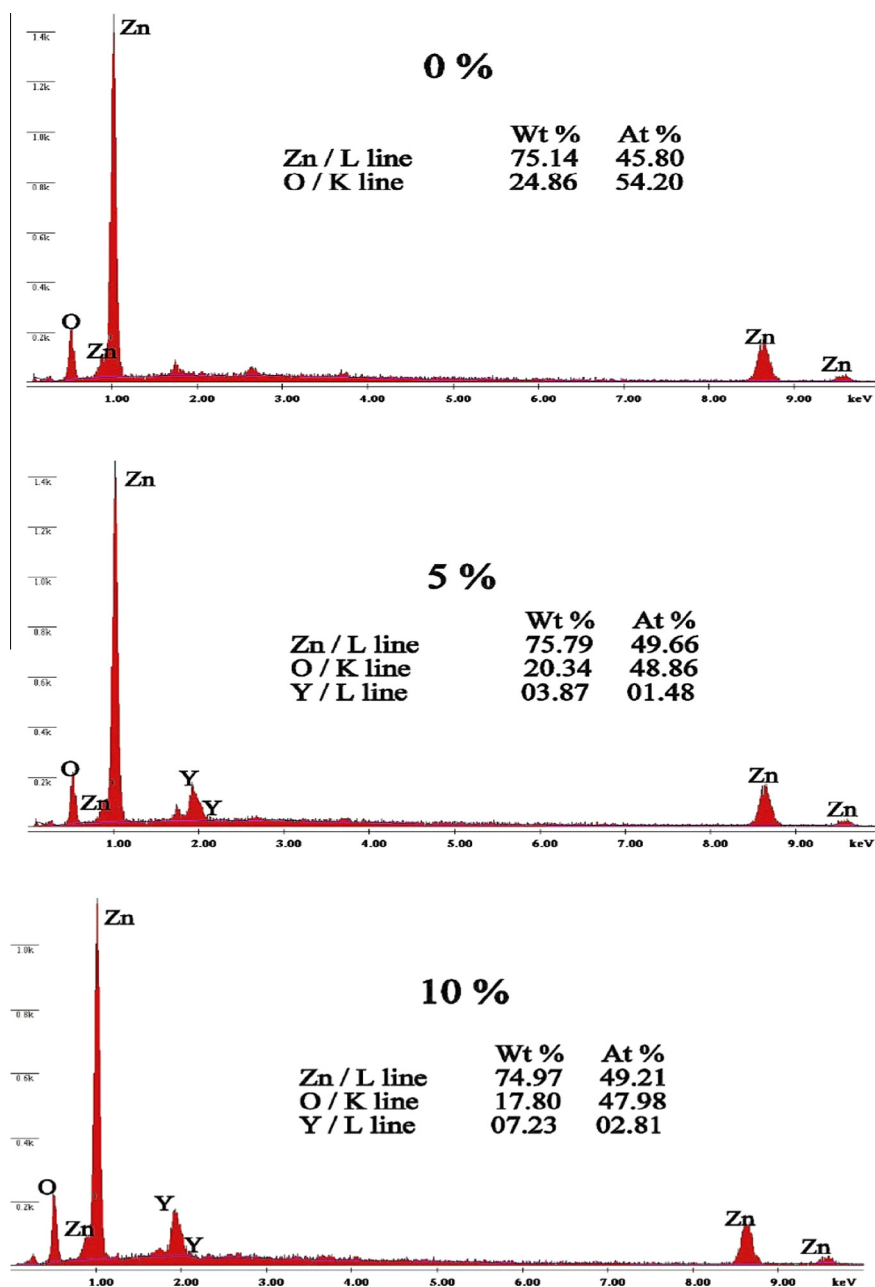 1.4k
Zn
1.2k
0 %
1.0k
Wt % At %
Zn / L line 75.14 45.80
O / K line 24.86 54.20
0.8k
0.6k
0.4k
0.2k
O
Zn
Zn
Zn
1.00 2.00 3.00 4.00 5.00 6.00 7.00 8.00 9.00 keV
1.4k
Zn
1.2k
5 %
1.0k
Wt % At %
0.8k
Zn / L line 75.79 49.66
O / K line 20.34 48.86
0.6k
Y / L line 03.87 01.48
0.4k
0.2k
O
Zn
Y
Y
Zn
Zn
1.00 2.00 3.00 4.00 5.00 6.00 7.00 8.00 9.00 keV
Zn
1.0k
10 %
0.8k
Wt % At %
Zn / L line 74.97 49.21
0.6k
O / K line 17.80 47.98
Y / L line 07.23 02.81
0.4k
0.2k
O
Zn
Y
Y
Zn
Zn
1.00 2.00 3.00 4.00 5.00 6.00 7.00 8.00 9.00 keV